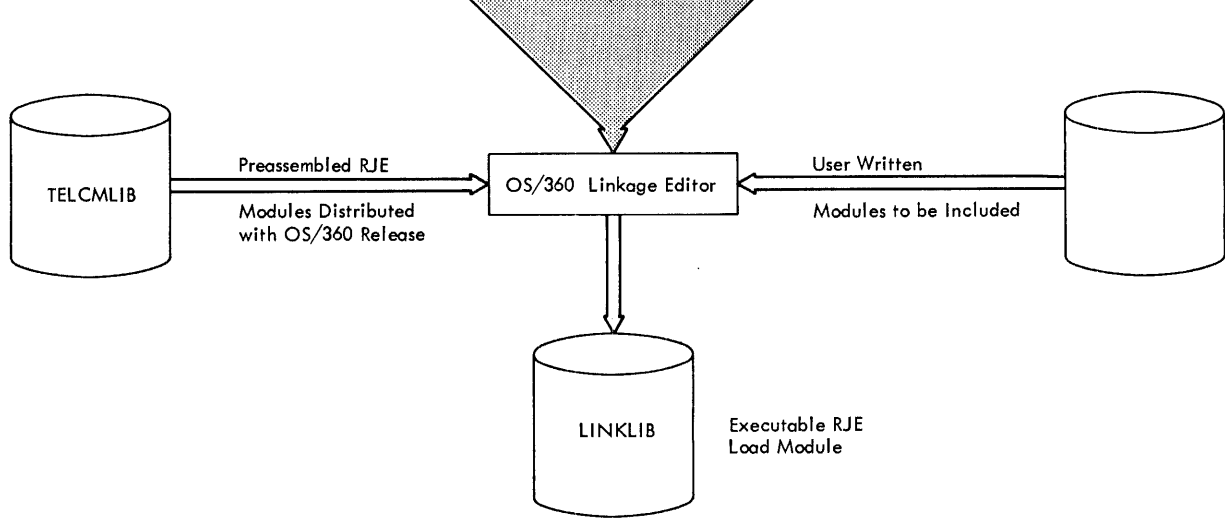 TELCMLIB
Preassembled RJE
Modules Distributed
with OS/360 Release
OS/360 Linkage Editor
User Written
Modules to be Included
LINKLIB
Executable RJE
Load Module